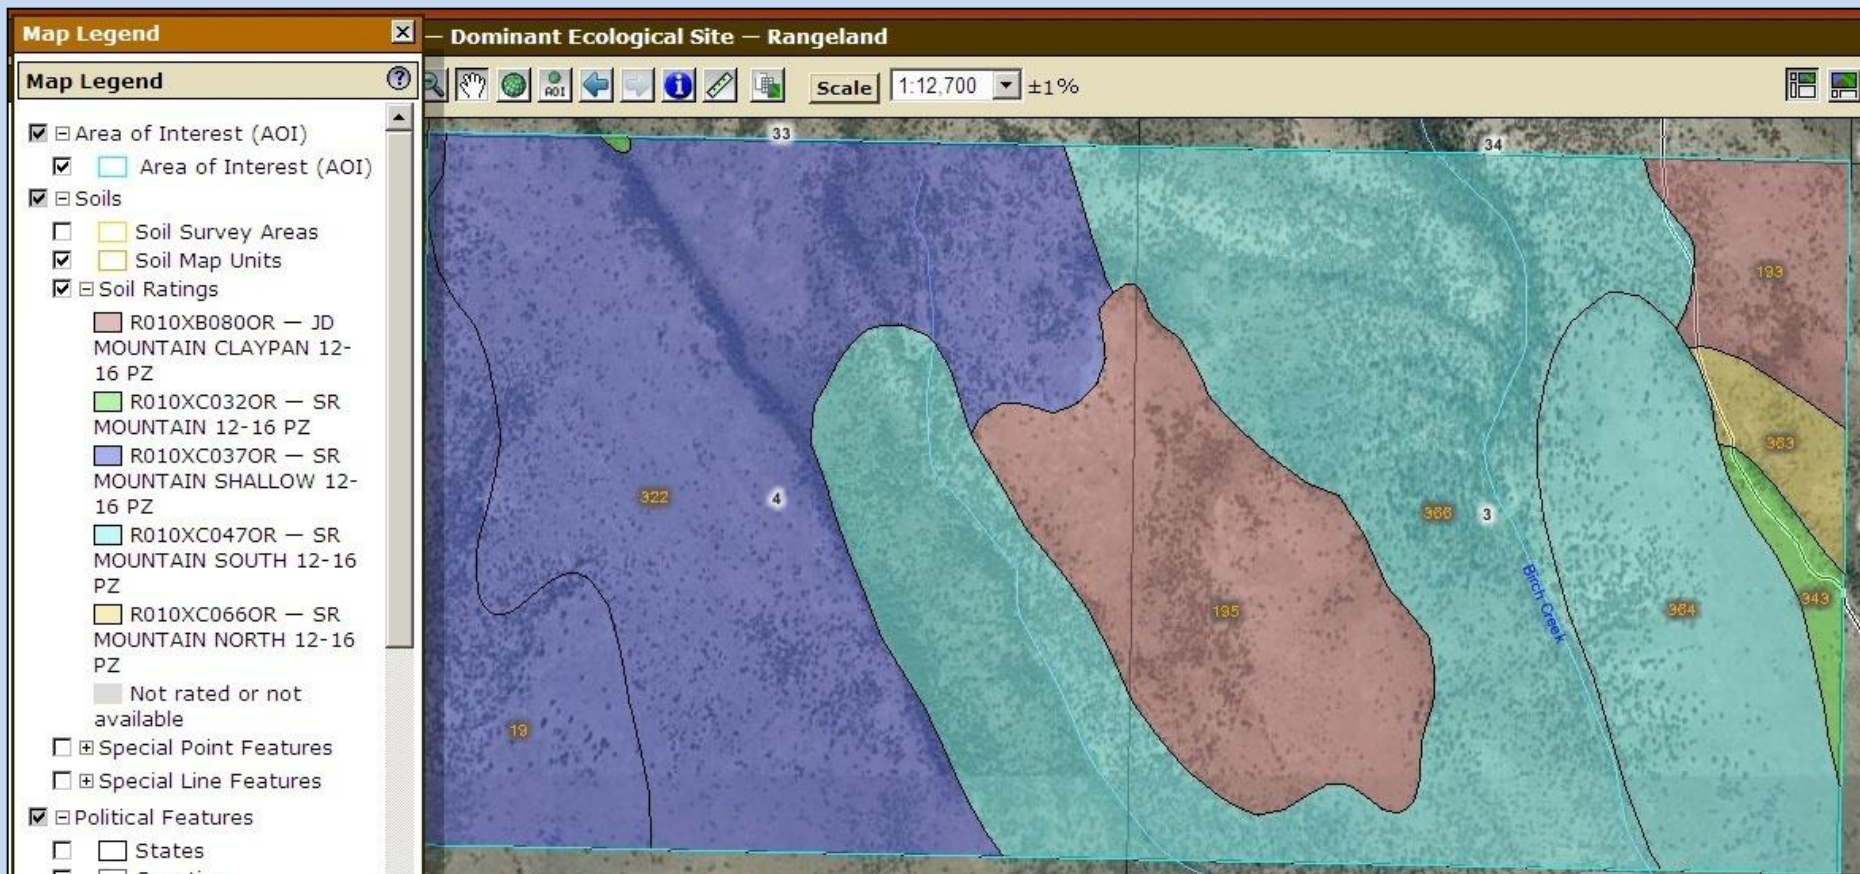 Map Legend
— Dominant Ecological Site — Rangeland
Map Legend
AOI
Scale
1:12,700
±1%
Area of Interest (AOI)
Area of Interest (AOI)
Soils
Soil Survey Areas
Soil Map Units
Soil Ratings
R010XB080OR — JD
MOUNTAIN CLAYPAN 12-
16 PZ
R010XC032OR — SR
MOUNTAIN 12-16 PZ
R010XC037OR — SR
MOUNTAIN SHALLOW 12-
16 PZ
R010XC047OR — SR
MOUNTAIN SOUTH 12-16
PZ
R010XC066OR — SR
MOUNTAIN NORTH 12-16
PZ
Not rated or not
available
Special Point Features
Special Line Features
Political Features
States
33
34
193
363
322
4
366
3
Birch Creek
195
364
343
19